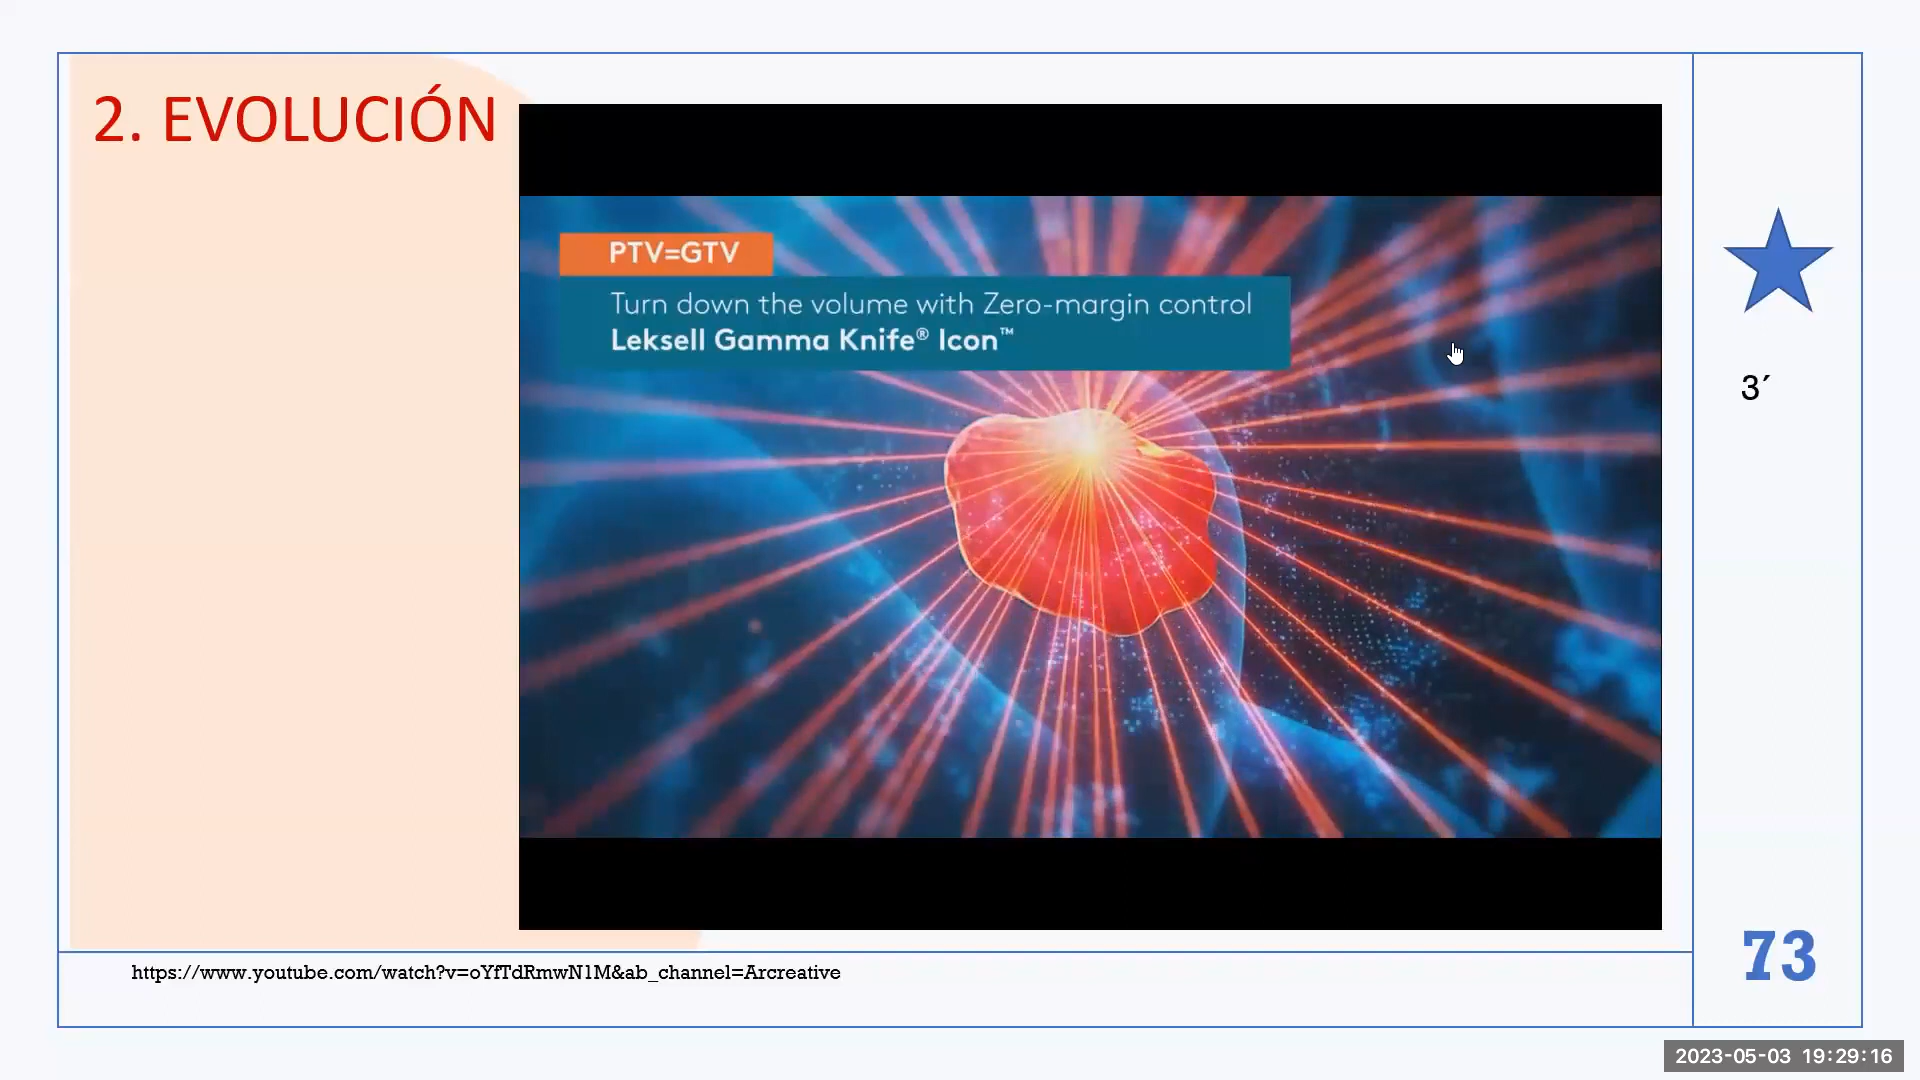 2. EVOLUCIÓN
PTV=GTV
Turn down the volume with Zero-margin control
Leksell Gamma Knife® Icon™
3´
73
https://www.youtube.com/watch?v=oYfTdRmwN1M&ab_channel=Arcreative
2023-05-03 19:29:16